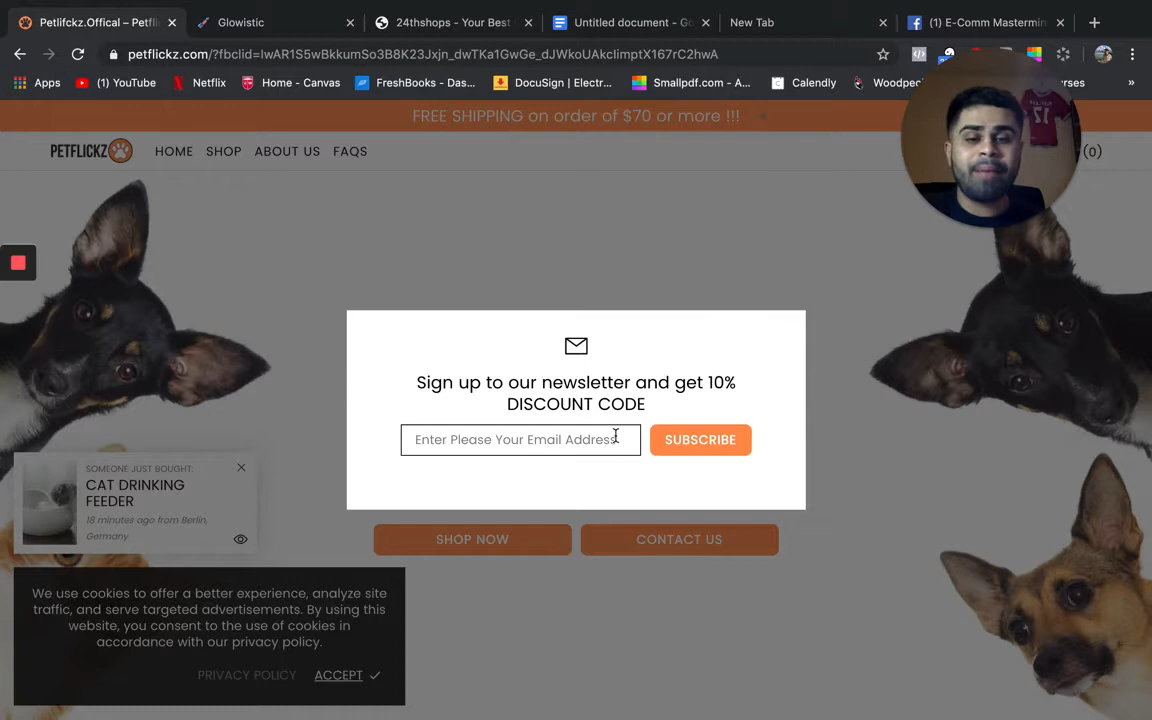 Petlifckz.Offical – Petfli
Glowistic
24thshops - Your Best
Untitled document - Go
New Tab
(1) E-Comm Mastermin
petflickz.com/?fbclid=IwAR1S5wBkkumSo3B8K23Jxjn_dwTKa1GwGe_dJWkoUAkcIimptX167rC2hwA
Apps
(1) YouTube
Netflix
Home - Canvas
FreshBooks - Das...
DocuSign | Electr...
Smallpdf.com - A...
Calendly
Woodpec
rses
»
FREE SHIPPING on order of $70 or more !!!
PETFLICKZ
HOME
SHOP
ABOUT US
FAQS
(0)
Sign up to our newsletter and get 10%
DISCOUNT CODE
Enter Please Your Email Address
SUBSCRIBE
SOMEONE JUST BOUGHT:
CAT DRINKING
FEEDER
18 minutes ago from Berlin,
Germany
SHOP NOW
CONTACT US
We use cookies to offer a better experience, analyze site
traffic, and serve targeted advertisements. By using this
website, you consent to the use of cookies in
accordance with our privacy policy.
PRIVACY POLICY
ACCEPT